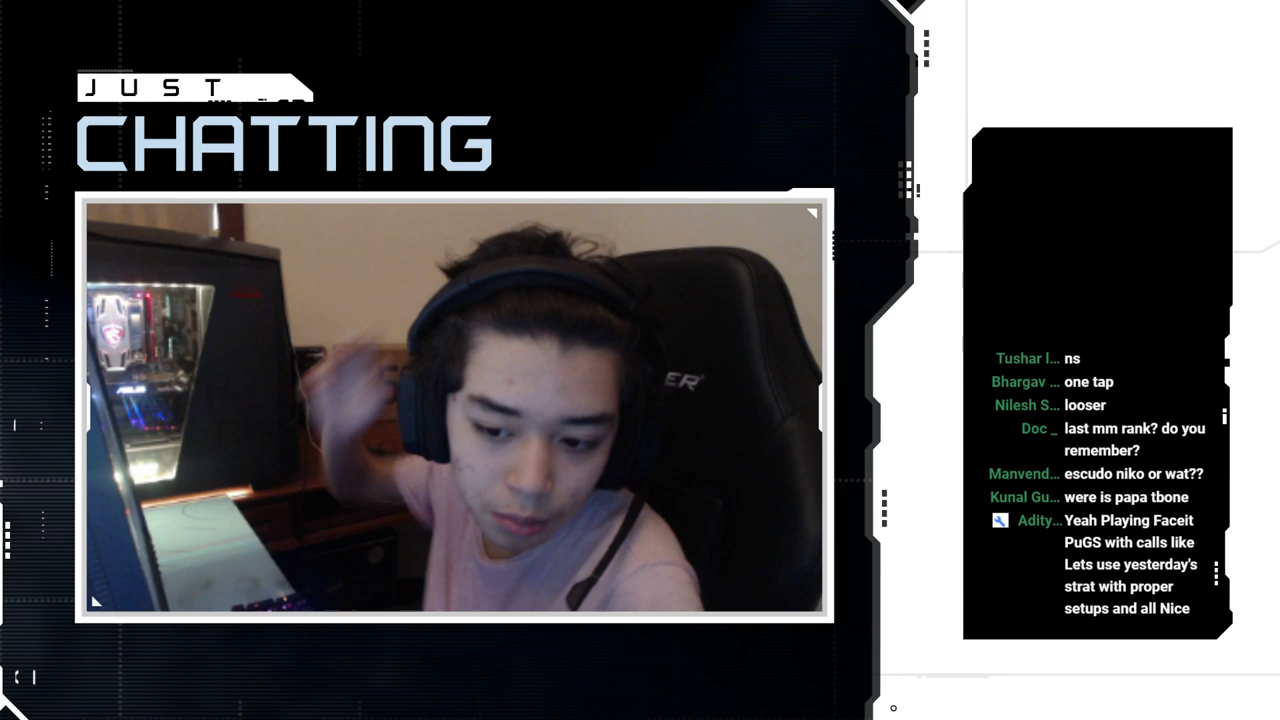 JUST
CHATTING
ER
Tushar l... ns
Bhargav ... one tap
Nilesh S... looser
Doc _ last mm rank? do you
remember?
Manvend... escudo niko or wat??
Kunal Gu... were is papa tbone
Adity... Yeah Playing Faceit
PuGS with calls like
Lets use yesterday's
strat with proper
setups and all Nice